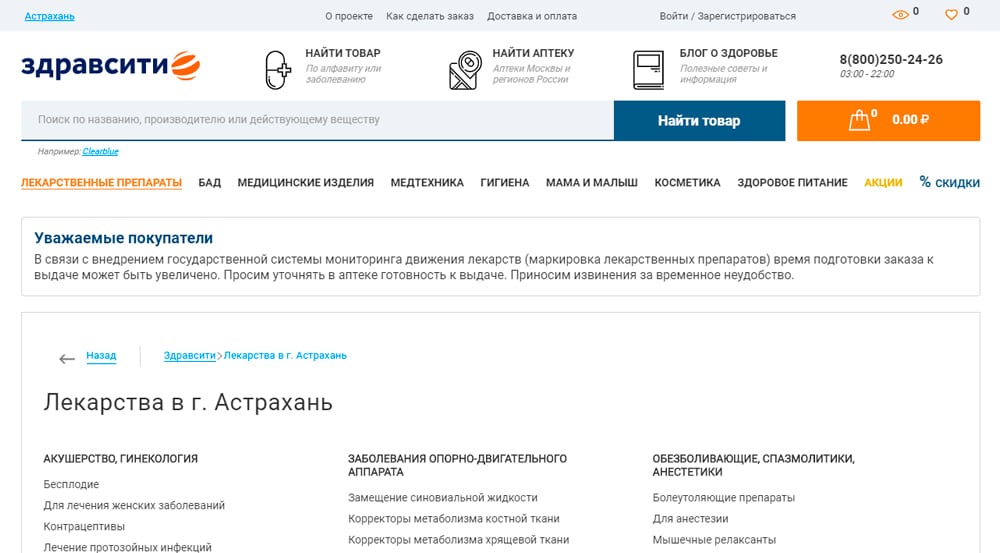 Астрахань
О проекте
Как сделать заказ
Доставка и оплата
Войти / Зарегистрироваться
0
0
здравсити
НАЙТИ ТОВАР
По алфавиту или
заболеванию
НАЙТИ АПТЕКУ
Аптеки Москвы и
регионов России
БЛОГ О ЗДОРОВЬЕ
Полезные советы и
информация
8(800)250-24-26
03:00 - 22:00
Поиск по названию, производителю или действующему веществу
Найти товар
0
0.00 ₽
Например: Clearblue
ЛЕКАРСТВЕННЫЕ ПРЕПАРАТЫ
БАД
МЕДИЦИНСКИЕ ИЗДЕЛИЯ
МЕДТЕХНИКА
ГИГИЕНА
МАМА И МАЛЫШ
КОСМЕТИКА
ЗДОРОВОЕ ПИТАНИЕ
АКЦИИ
% СКИДКИ
Уважаемые покупатели
В связи с внедрением государственной системы мониторинга движения лекарств (маркировка лекарственных препаратов) время подготовки заказа к
выдаче может быть увеличено. Просим уточнять в аптеке готовность к выдаче. Приносим извинения за временное неудобство.
Назад
Здравсити > Лекарства в г. Астрахань
Лекарства в г. Астрахань
АКУШЕРСТВО, ГИНЕКОЛОГИЯ
Бесплодие
Для лечения женских заболеваний
Контрацептивы
Лечение протозойных инфекций
ЗАБОЛЕВАНИЯ ОПОРНО-ДВИГАТЕЛЬНОГО
АППАРАТА
Замещение синовиальной жидкости
Корректоры метаболизма костной ткани
Корректоры метаболизма хрящевой ткани
ОБЕЗБОЛИВАЮЩИЕ, СПАЗМОЛИТИКИ,
АНЕСТЕТИКИ
Болеутоляющие препараты
Для анестезии
Мышечные релаксанты